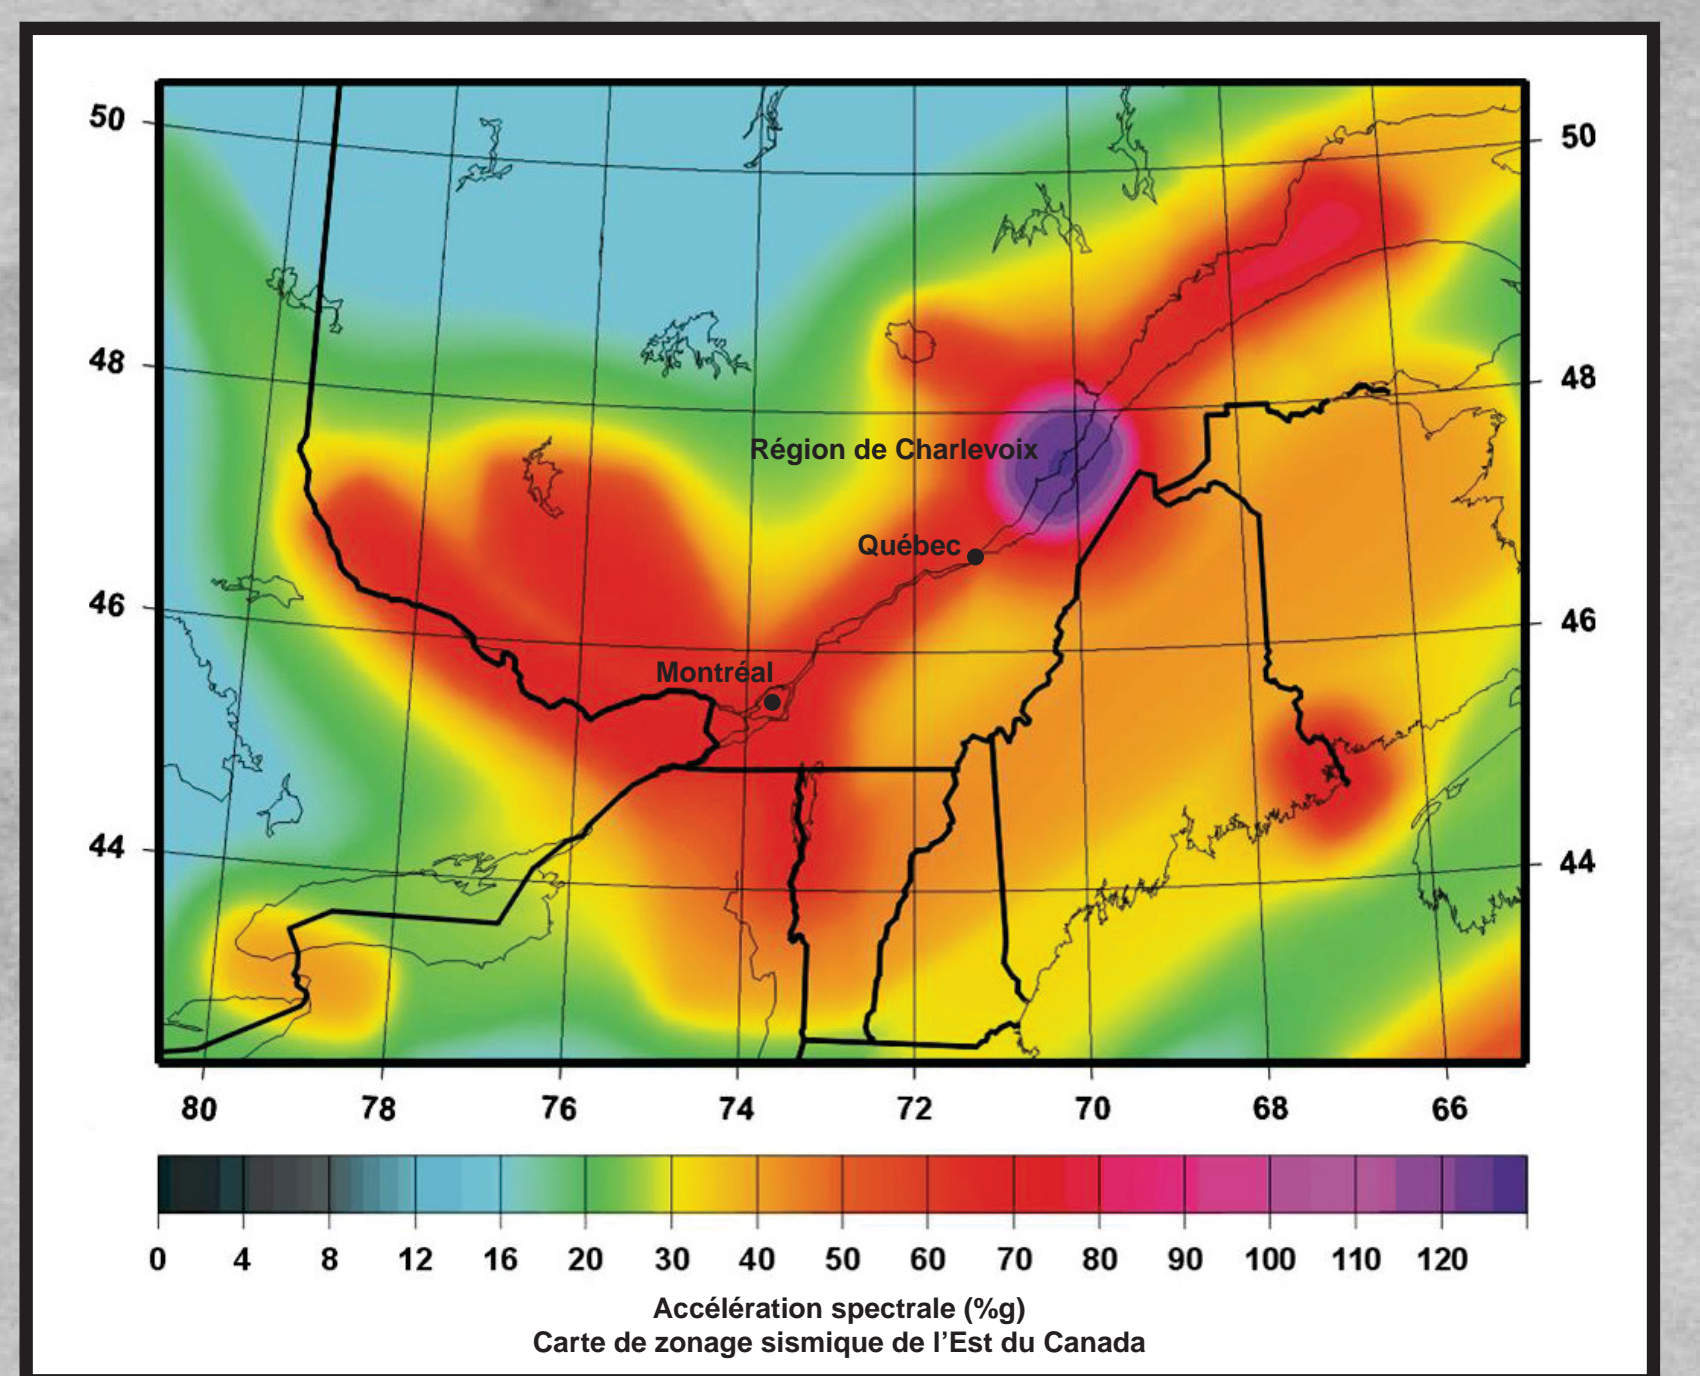 50
50
48
48
Région de Charlevoix
Québec
46
46
Montréal
44
44
80 78 76 74 72 70 68 66
0 4 8 12 16 20 30 40 50 60 70 80 90 100 110 120
Accélération spectrale (%g)
Carte de zonage sismique de l'Est du Canada